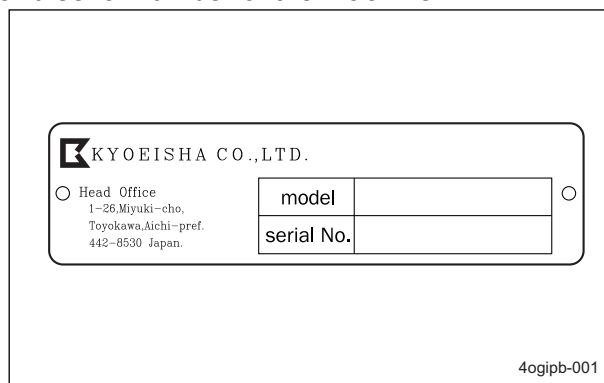 KYOEISHA CO.,LTD.
Head Office
1-26,Miyuki-cho,
Toyokawa,Aichi-pref.
442-8530 Japan.
model
serial No.
4ogipb-001